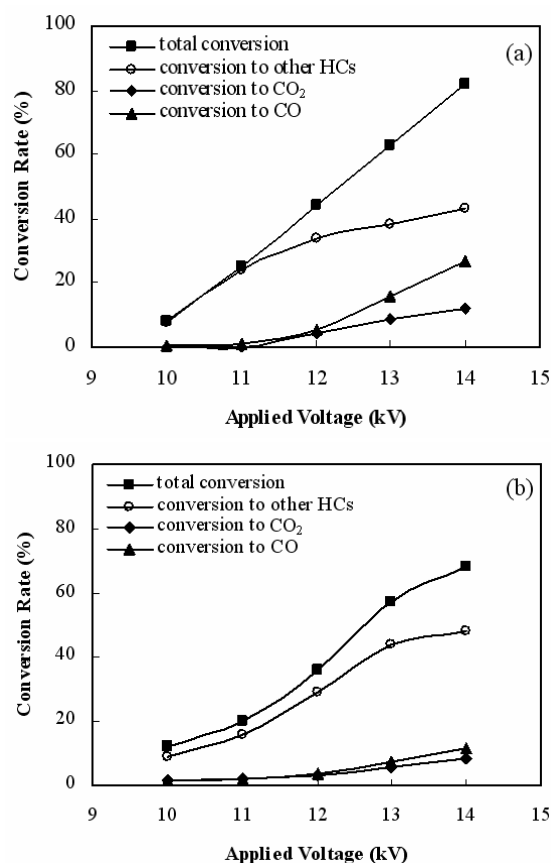 100
(a)
total conversion
conversion to other HCs
conversion to CO₂
conversion to CO
80
60
40
20
0
Conversion Rate (%)
9 10 11 12 13 14 15
Applied Voltage (kV)
100
(b)
total conversion
conversion to other HCs
conversion to CO₂
conversion to CO
80
60
40
20
0
Conversion Rate (%)
9 10 11 12 13 14 15
Applied Voltage (kV)